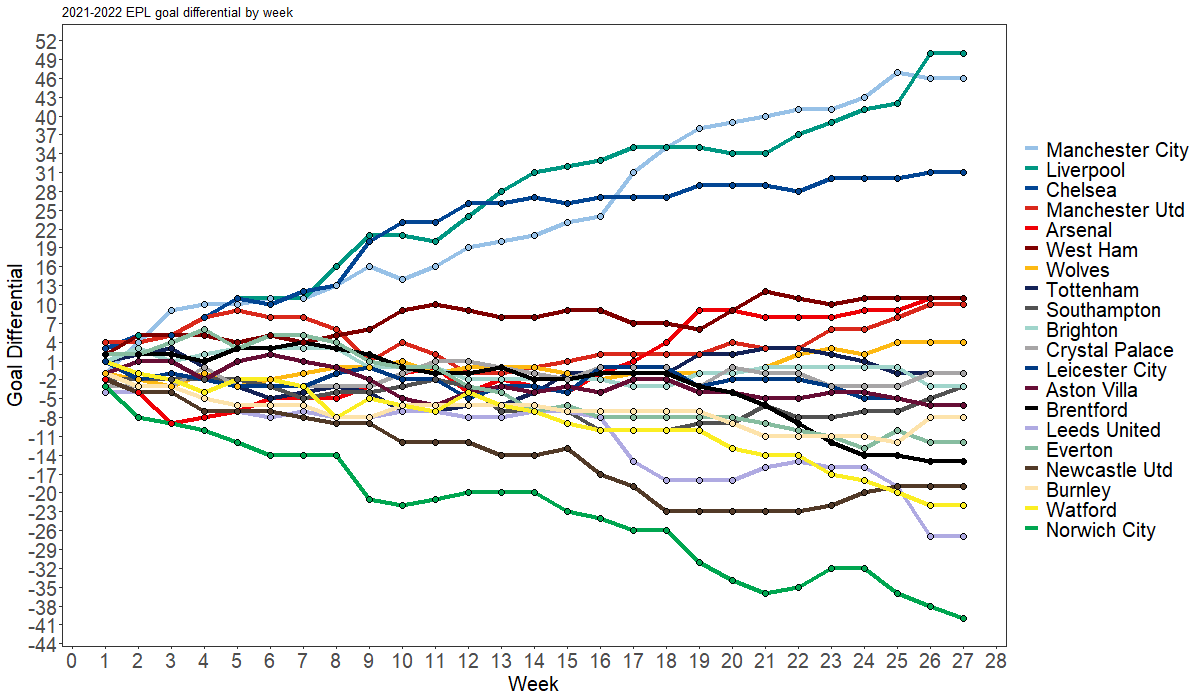 2021-2022 EPL goal differential by week
Goal Differential
52
49
46
43
40
37
34
31
28
25
22
19
16
13
10
7
4
1
-2
-5
-8
-11
-14
-17
-20
-23
-26
-29
-32
-35
-38
-41
-44
0 1 2 3 4 5 6 7 8 9 10 11 12 13 14 15 16 17 18 19 20 21 22 23 24 25 26 27 28
Week
Manchester City
Liverpool
Chelsea
Manchester Utd
Arsenal
West Ham
Wolves
Tottenham
Southampton
Brighton
Crystal Palace
Leicester City
Aston Villa
Brentford
Leeds United
Everton
Newcastle Utd
Burnley
Watford
Norwich City